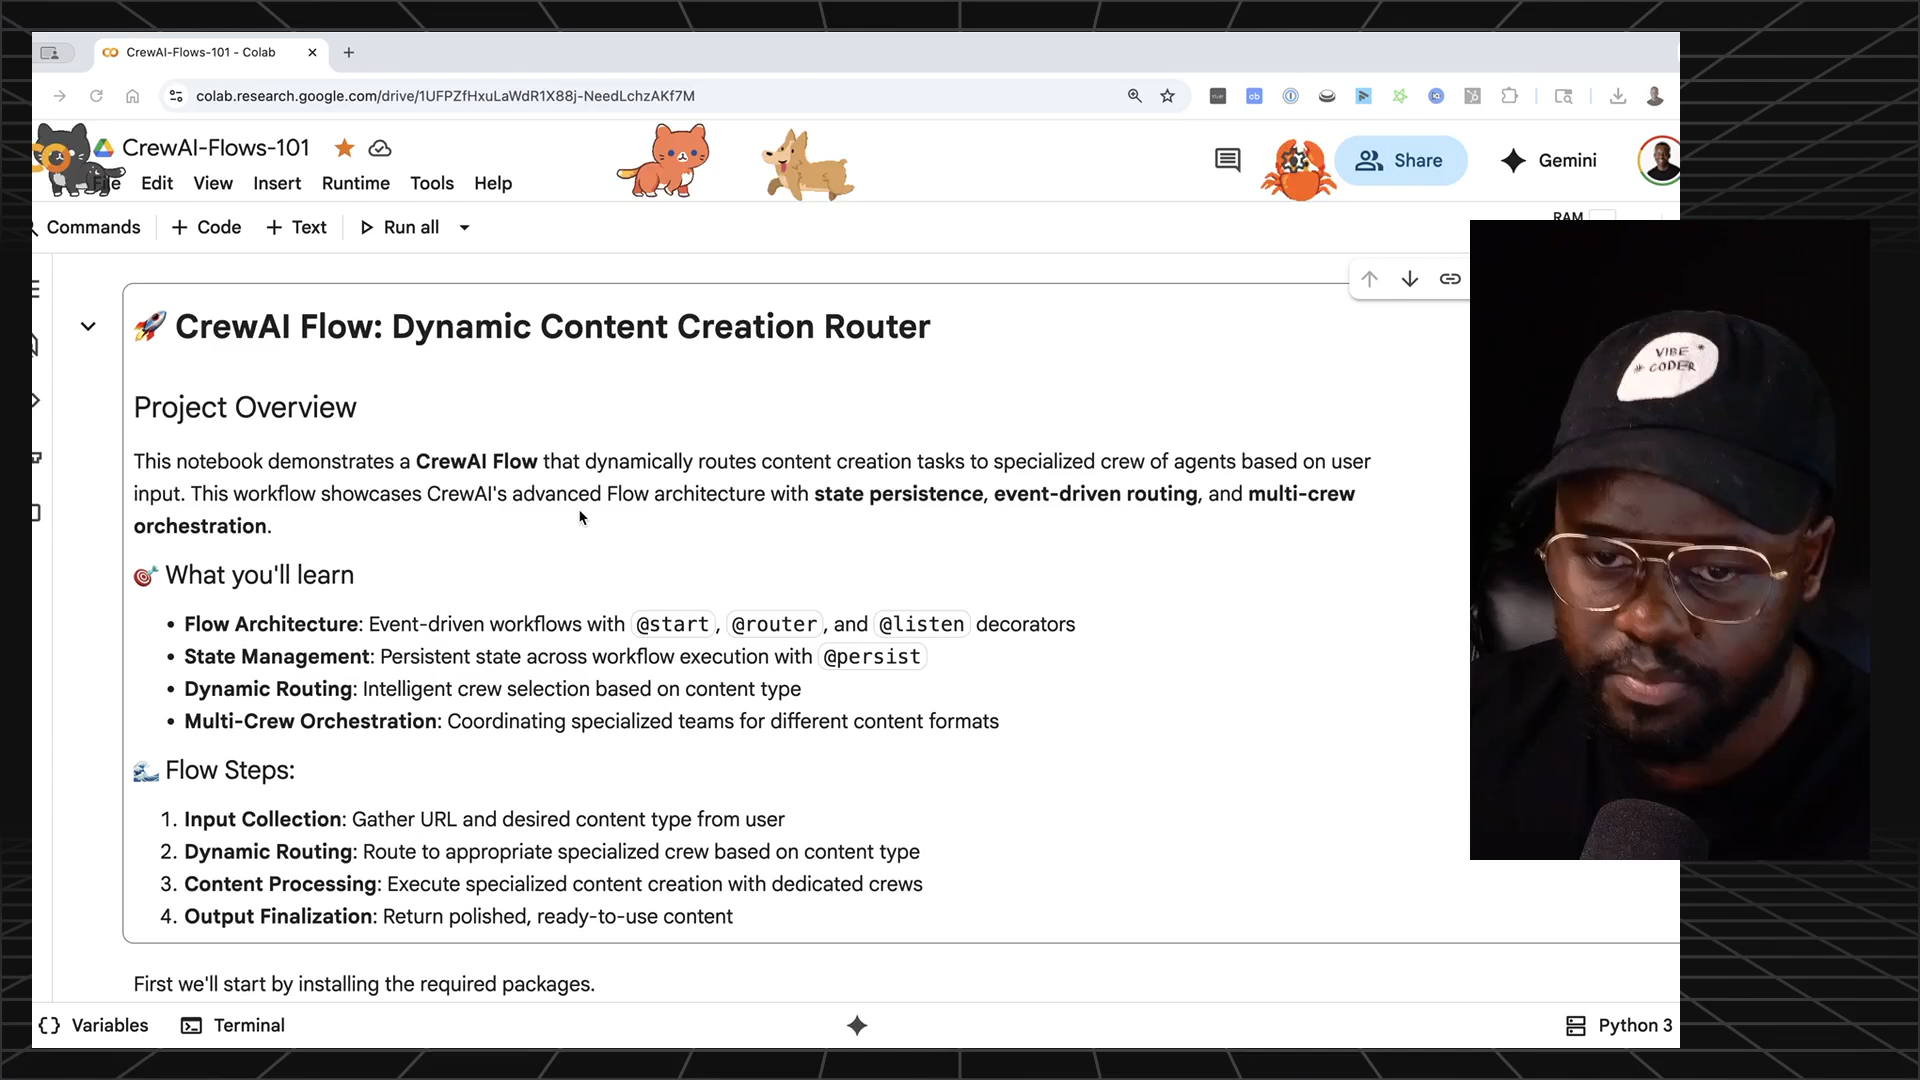 CrewAI-Flows-101 - Colab
colab.research.google.com/drive/1UFPZfHxuLaWdR1X88j-NeedLchzAKf7M
CrewAI-Flows-101
Edit View Insert Runtime Tools Help
Share
Gemini
Commands + Code + Text Run all
RAM
🚀 CrewAI Flow: Dynamic Content Creation Router
Project Overview
This notebook demonstrates a CrewAI Flow that dynamically routes content creation tasks to specialized crew of agents based on user
input. This workflow showcases CrewAI's advanced Flow architecture with state persistence, event-driven routing, and multi-crew
orchestration.
🎯 What you'll learn
• Flow Architecture: Event-driven workflows with @start, @router, and @listen decorators
• State Management: Persistent state across workflow execution with @persist
• Dynamic Routing: Intelligent crew selection based on content type
• Multi-Crew Orchestration: Coordinating specialized teams for different content formats
🌊 Flow Steps:
1. Input Collection: Gather URL and desired content type from user
2. Dynamic Routing: Route to appropriate specialized crew based on content type
3. Content Processing: Execute specialized content creation with dedicated crews
4. Output Finalization: Return polished, ready-to-use content
First we'll start by installing the required packages.
Variables Terminal
Python 3
VIBE
CODER